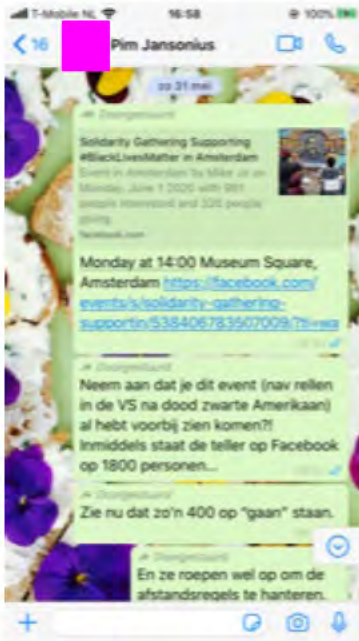 T-Mobile NL 16:58 100%
16 Pim Jansonius
zo 31 mei
Doorgestuurd
Solidarity Gathering Supporting
#BlackLivesMatter in Amsterdam
Event in Amsterdam by Mike
Monday, June 1 2020 with 981
people interested and 326 people
going.
facebook.com
Monday at 14:00 Museum Square,
Amsterdam https://facebook.com/
events/s/solidarity-gathering-
supportin/538406783507009/?ti=wa
Doorgestuurd
Neem aan dat je dit event (nav rellen
in de VS na dood zwarte Amerikaan)
al hebt voorbij zien komen?!
Inmiddels staat de teller op Facebook
op 1800 personen...
Doorgestuurd
Zie nu dat zo'n 400 op "gaan" staan.
Doorgestuurd
En ze roepen wel op om de
afstandsregels te hanteren.